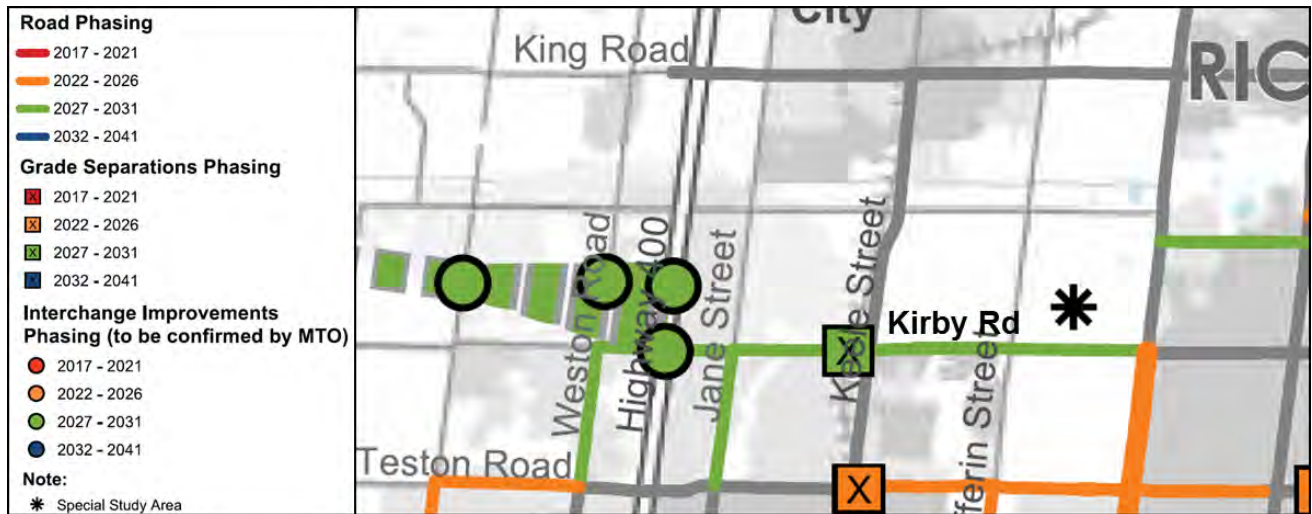 Road Phasing
2017 - 2021
2022 - 2026
2027 - 2031
2032 - 2041
Grade Separations Phasing
X 2017 - 2021
X 2022 - 2026
X 2027 - 2031
X 2032 - 2041
Interchange Improvements
Phasing (to be confirmed by MTO)
2017 - 2021
2022 - 2026
2027 - 2031
2032 - 2041
Note:
Special Study Area
City
King Road
RIC
Weston Road
Highway 400
Jane Street
Keele Street
Kirby Rd
X
fferin Street
Teston Road
X